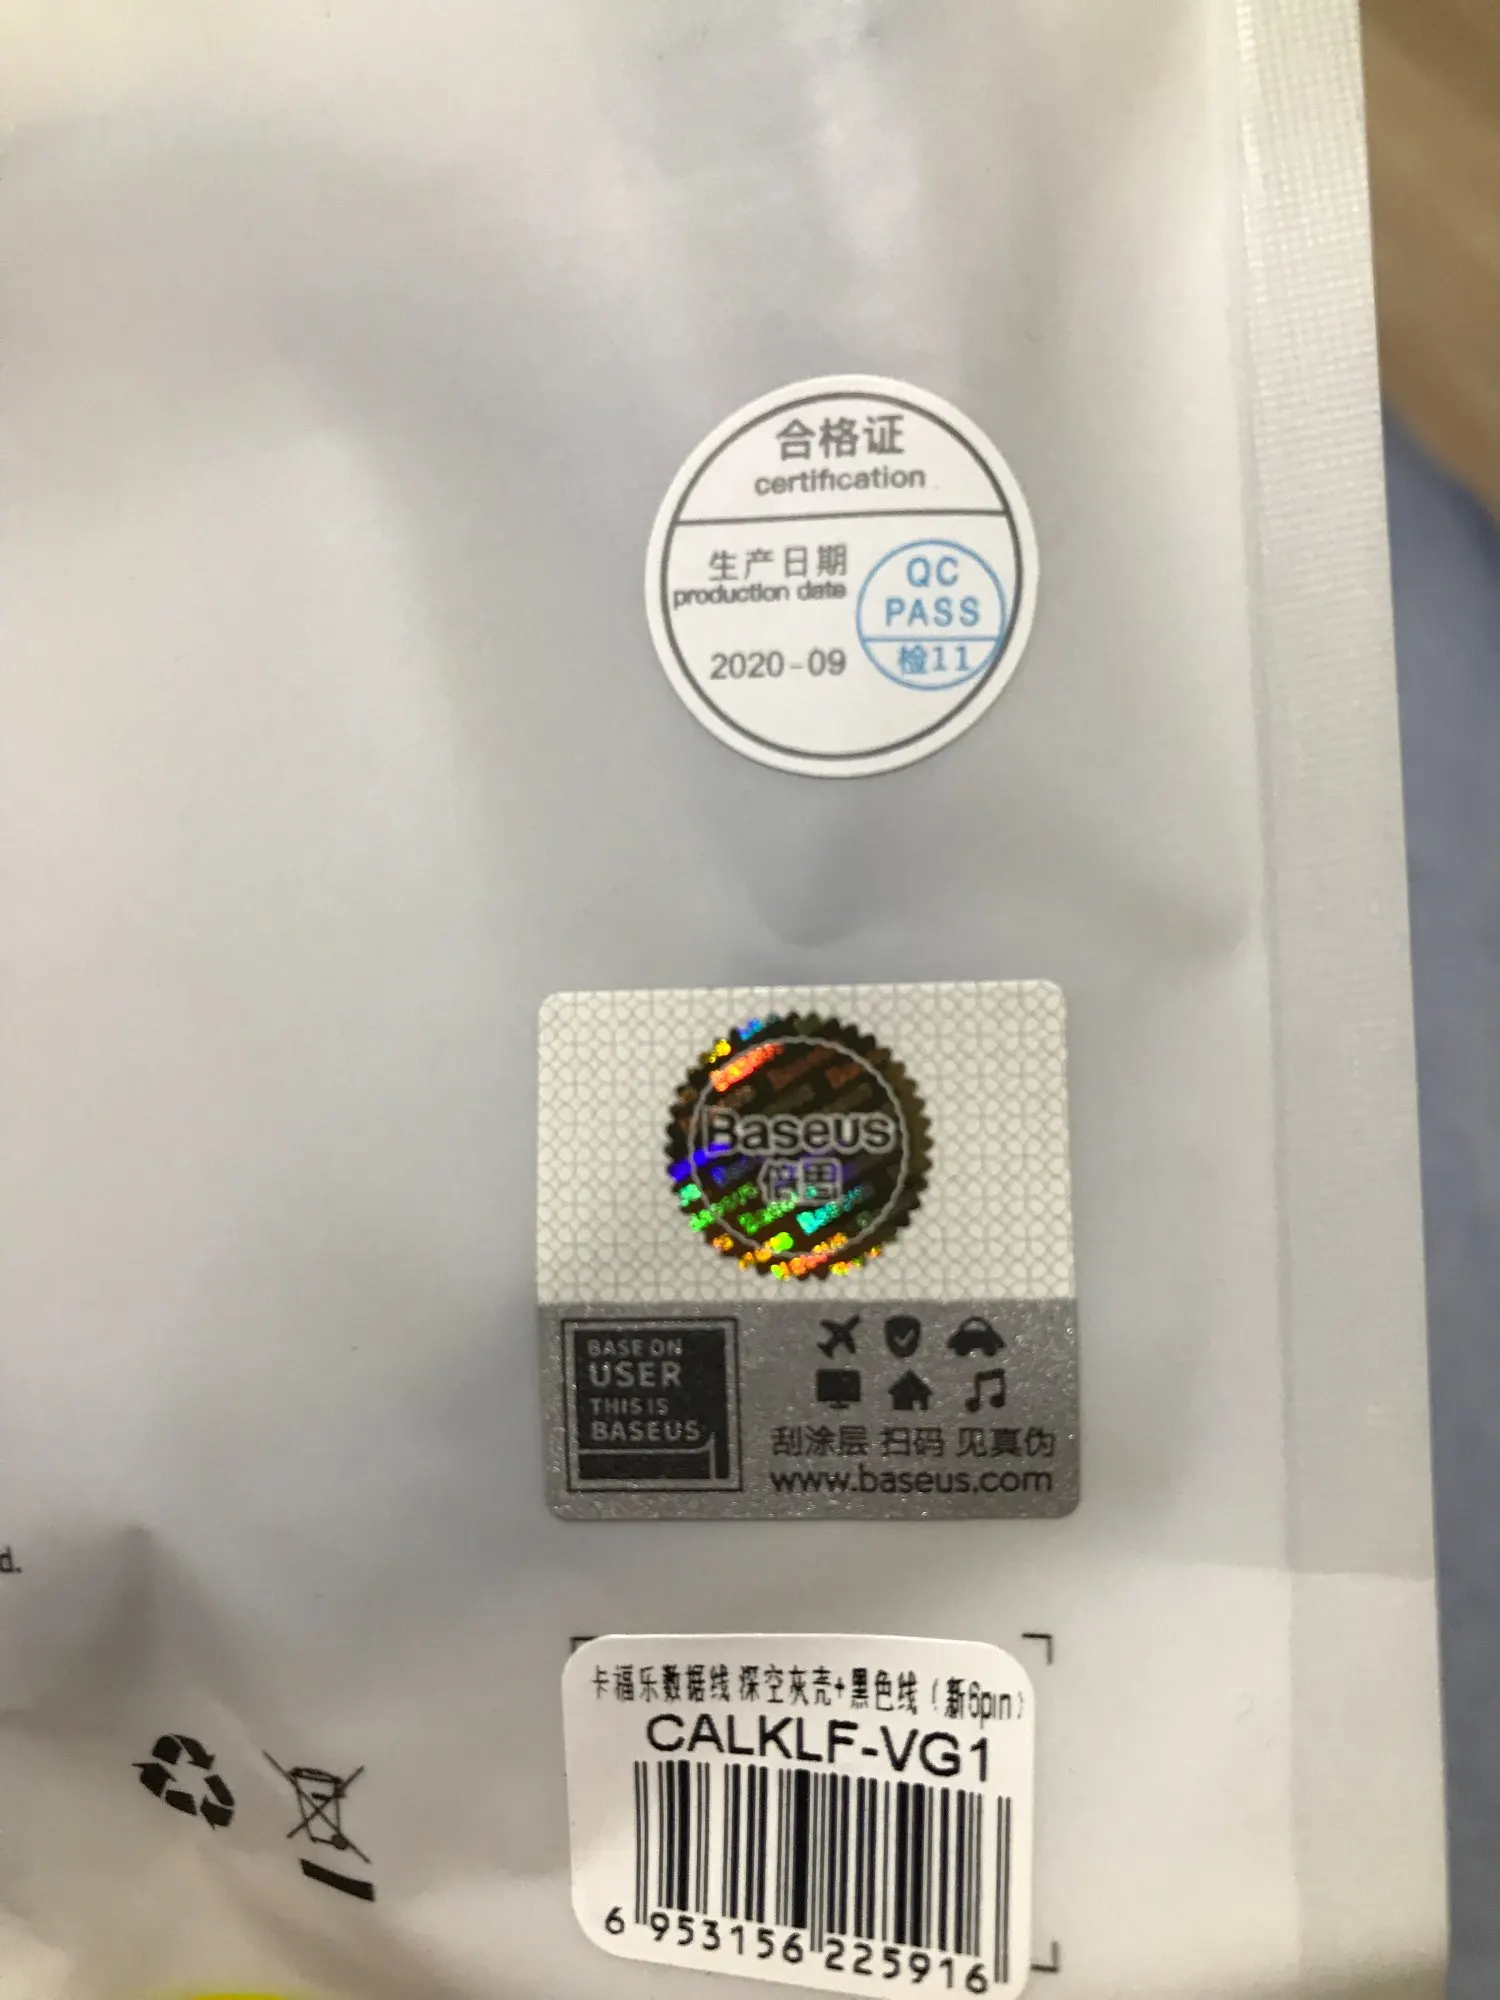 合格证
certification
生产日期
production date
2020-09
QC
PASS
检11
Baseus
倍思
BASE ON
USER
THIS IS
BASEUS
刮涂层 扫码 见真伪
www.baseus.com
d.
卡福乐数据线 深空灰壳+黑色线（新6pin）
CALKLF-VG1
6 953156 225916